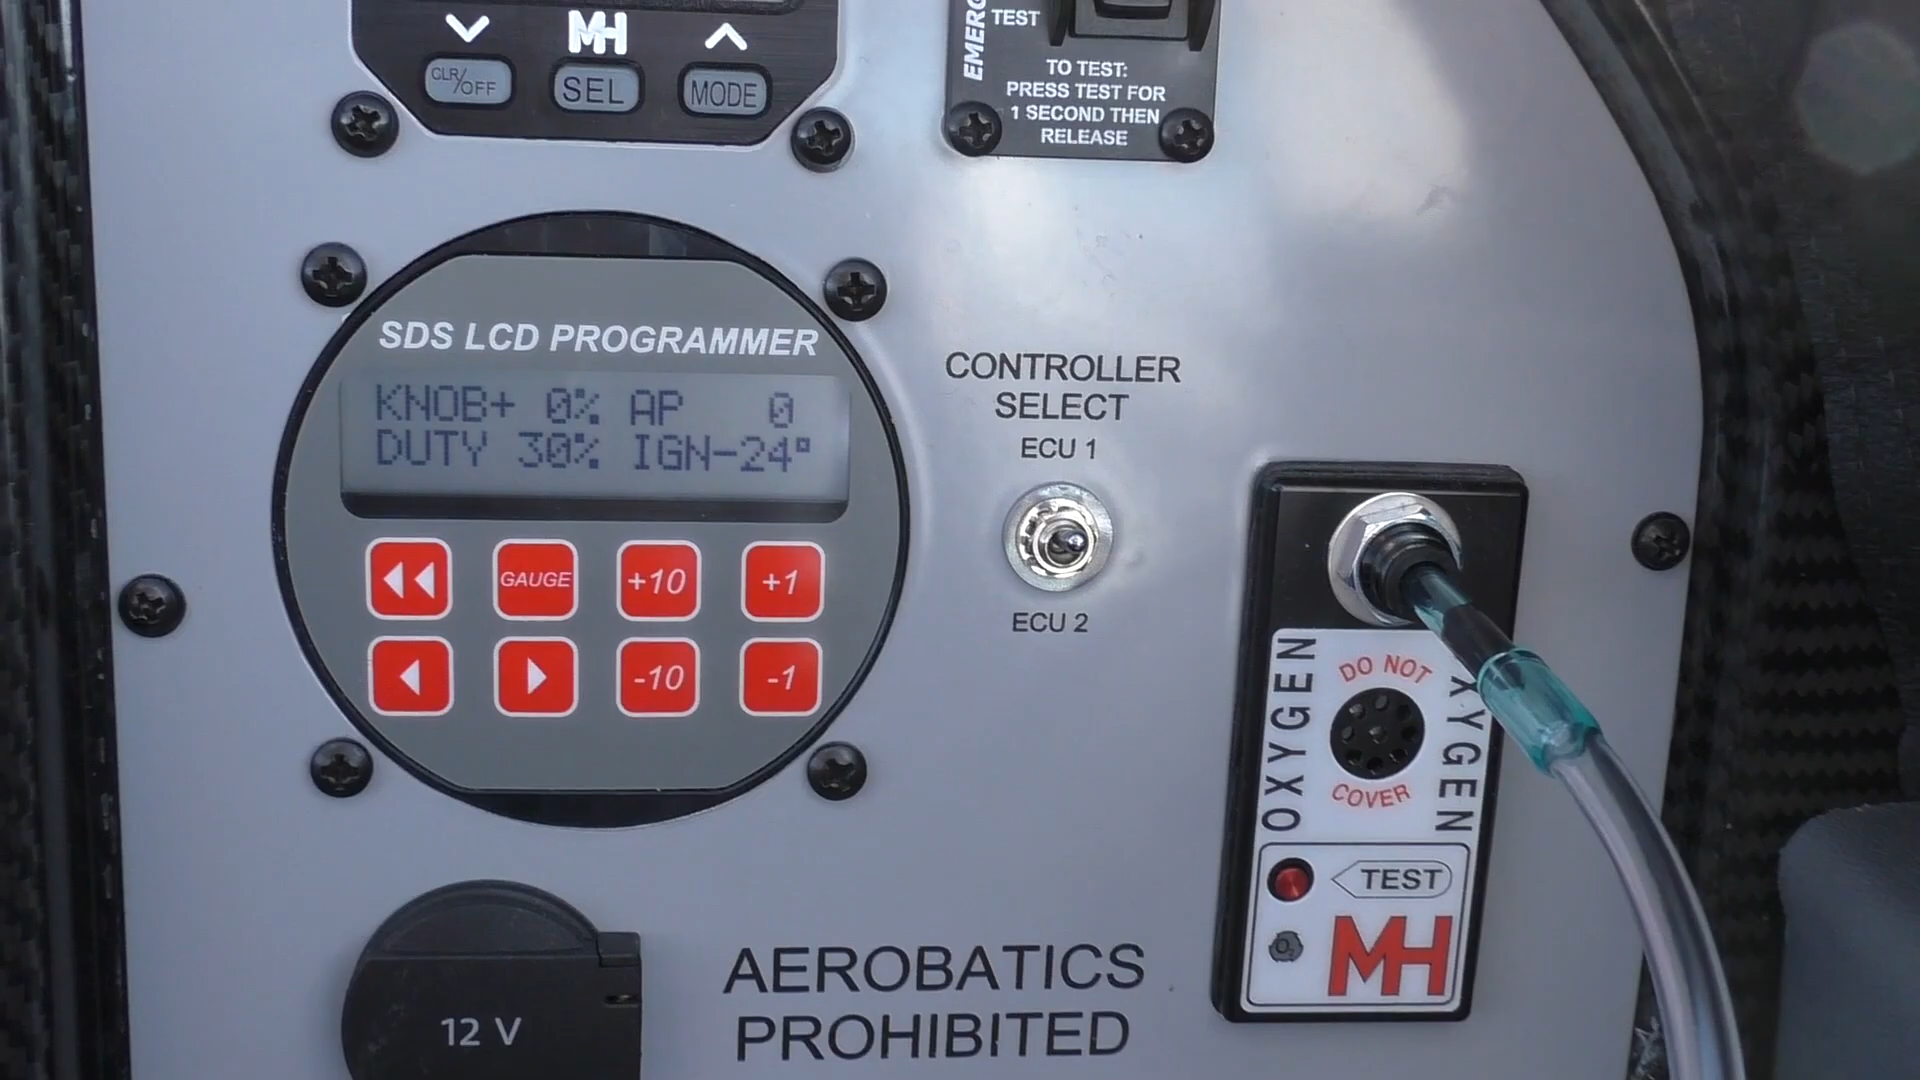 MH
CLR/OFF
SEL
MODE
TEST
TO TEST:
PRESS TEST FOR
1 SECOND THEN
RELEASE
SDS LCD PROGRAMMER
KNOB+ 0% AP 0
DUTY 30% IGN-24°
GAUGE
+10
+1
-10
-1
CONTROLLER
SELECT
ECU 1
ECU 2
OXYGEN
DO NOT
COVER
XYGEN
TEST
O2
MH
12 V
AEROBATICS
PROHIBITED